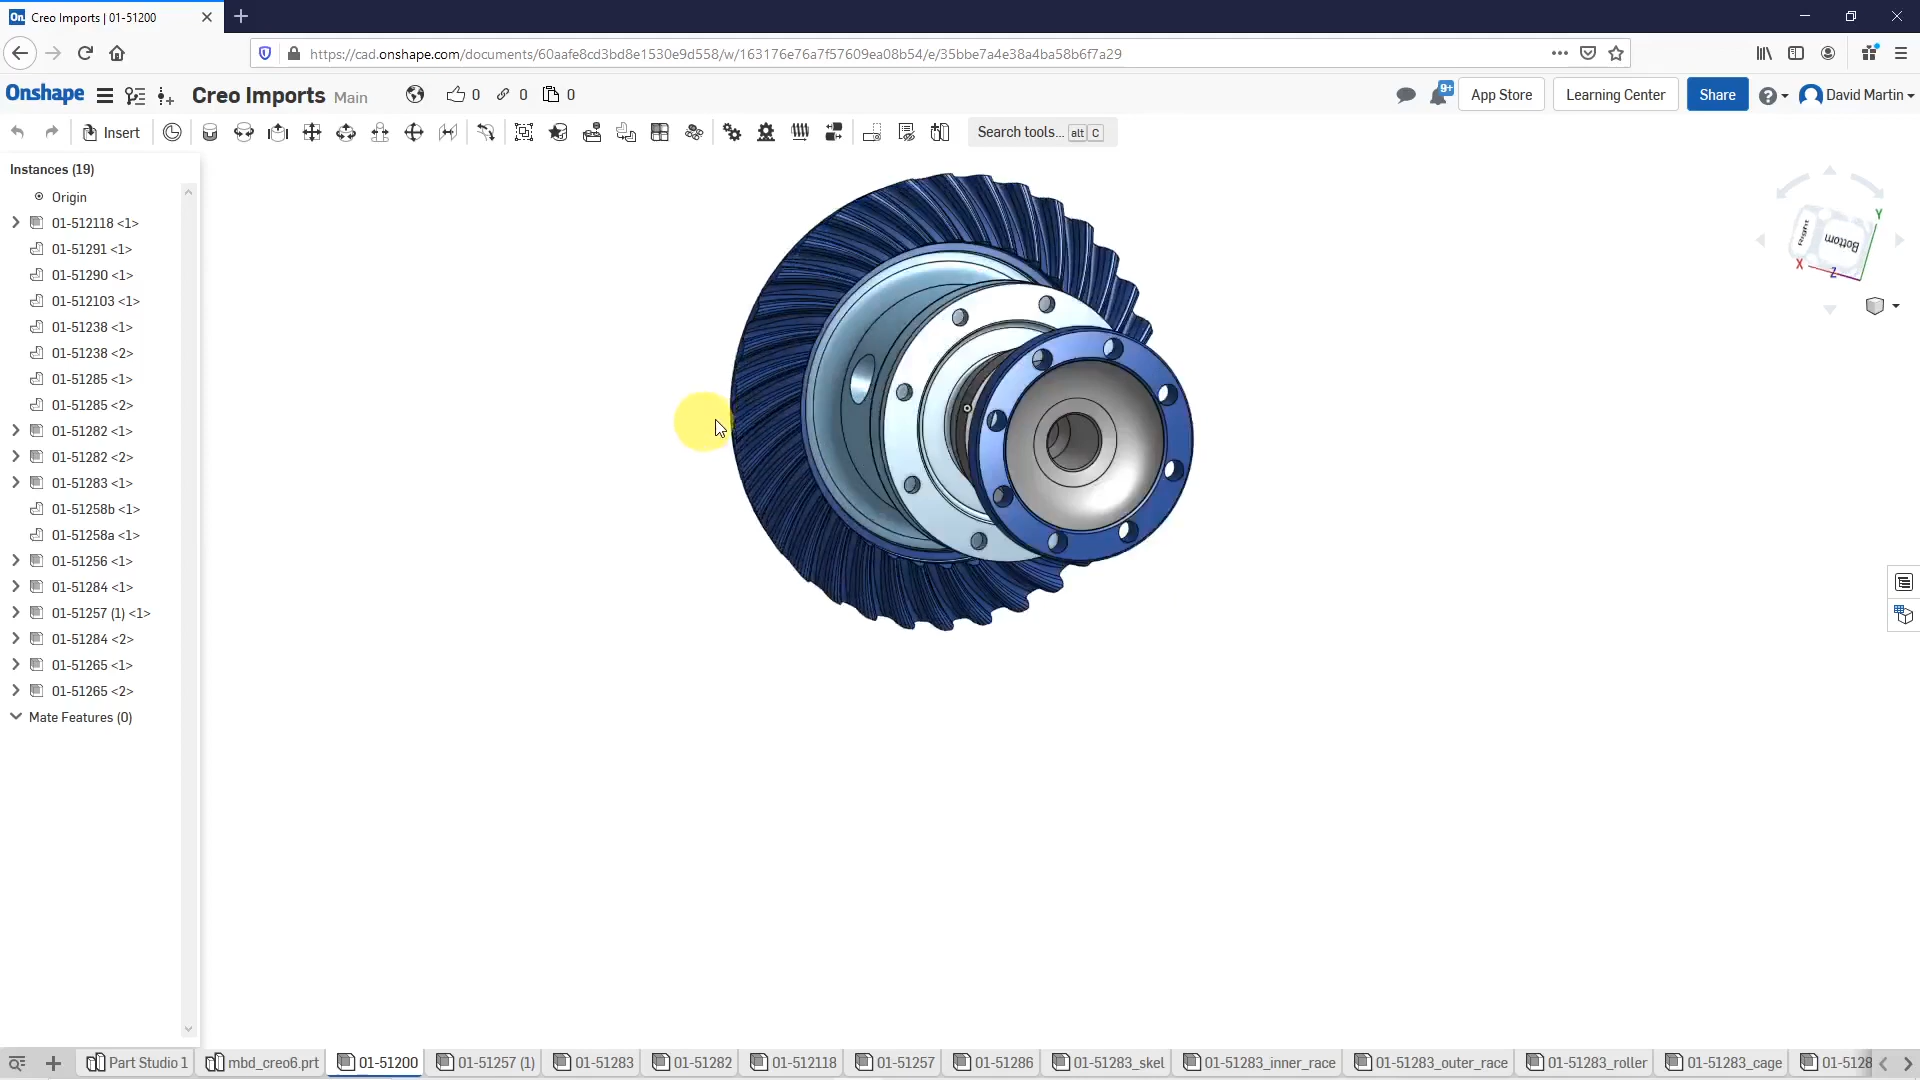 Creo Imports | 01-51200
https://cad.onshape.com/documents/60aafe8cd3bd8e1530e9d558/w/163176e76a7f57609ea08b54/e/35bbe7a4e38a4ba58b6f7a29
Onshape Creo Imports Main 0 0 0 9+ App Store Learning Center Share David Martin
Insert Search tools... alt C
Instances (19)
Origin
01-512118 <1>
01-51291 <1>
01-51290 <1>
01-512103 <1>
01-51238 <1>
01-51238 <2>
01-51285 <1>
01-51285 <2>
01-51282 <1>
01-51282 <2>
01-51283 <1>
01-51258b <1>
01-51258a <1>
01-51256 <1>
01-51284 <1>
01-51257 (1) <1>
01-51284 <2>
01-51265 <1>
01-51265 <2>
Mate Features (0)
Y
Right Bottom
X Z
Part Studio 1 mbd_creo6.prt 01-51200 01-51257 (1) 01-51283 01-51282 01-512118 01-51257 01-51286 01-51283_skel 01-51283_inner_race 01-51283_outer_race 01-51283_roller 01-51283_cage 01-5128